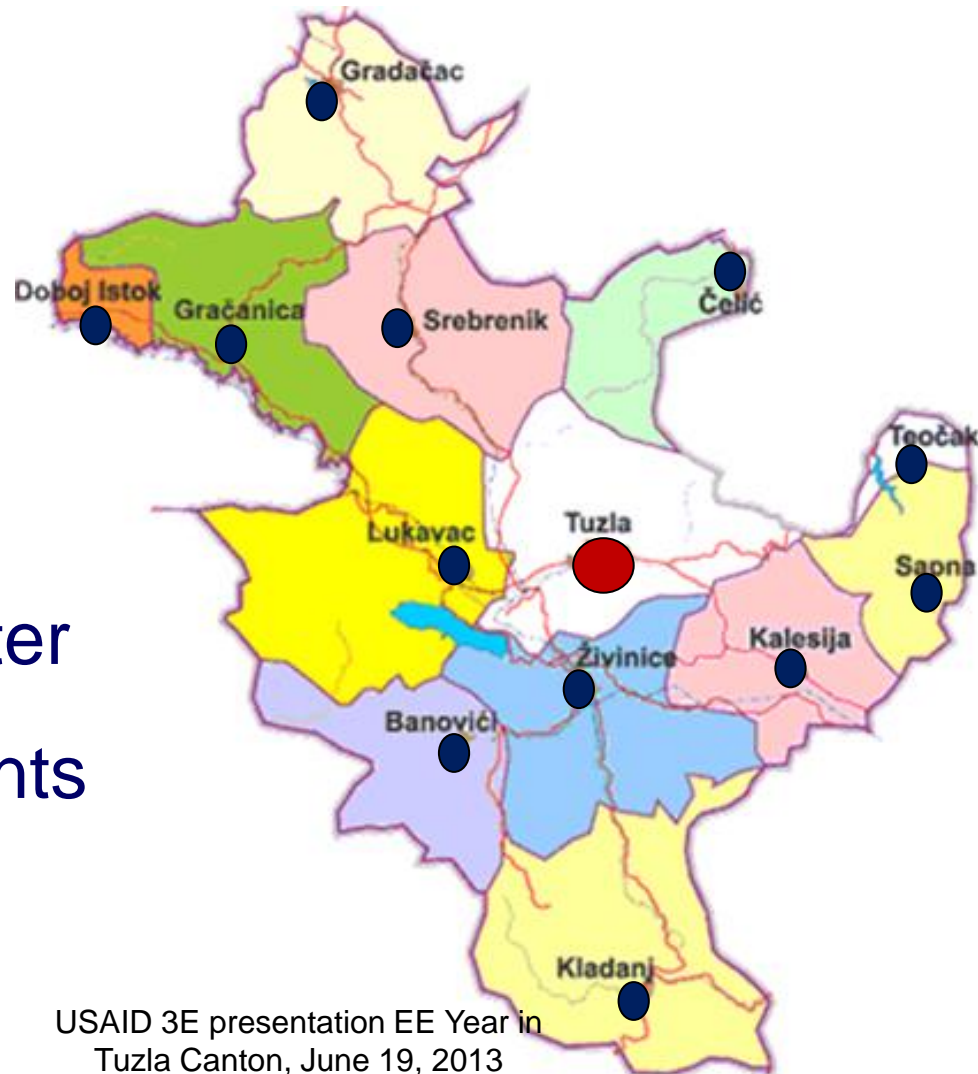 Gradačac
Doboj Istok
Gračanica
Srebrenik
Čelić
Teočak
Lukavac
Tuzla
Sapna
ter
Živinice
Kalesija
Banovići
nts
Kladanj
USAID 3E presentation EE Year in
Tuzla Canton, June 19, 2013